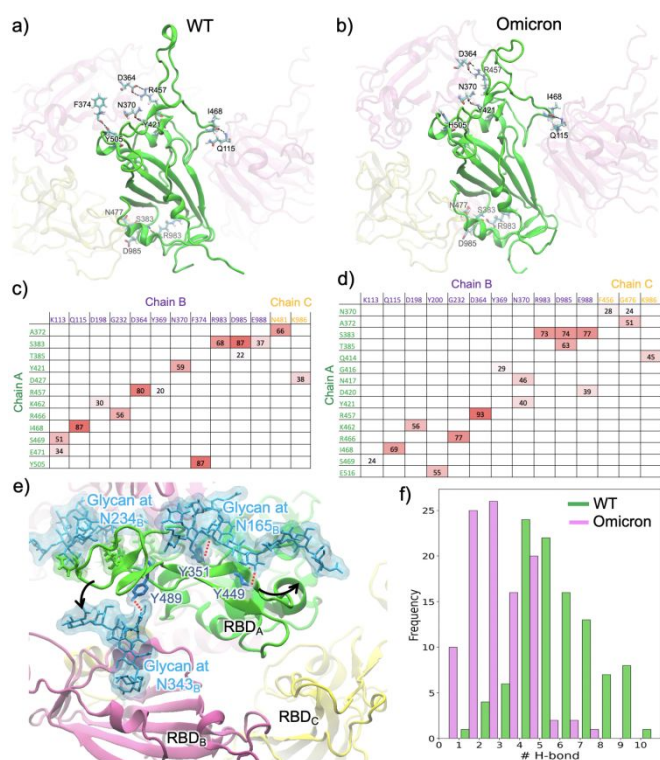 a) WT
D364
R457
F374
N370
Y421
I468
Y505
Q115
N477
S383
R983
D985
b) Omicron
D364
R457
N370
Y421
I468
H505
Q115
N477
S383
R983
D985
c)
Chain B Chain C
K113 Q115 D198 G232 D364 Y369 N370 F374 R983 D985 E988 N481 K986
Chain A
A372 66
S383 68 87 37
T385 22
Y421 59
D427 38
R457 80 20
K462 30
R466 56
I468 87
S469 51
E471 34
Y505 87
d)
Chain B Chain C
K113 Q115 D198 Y200 G232 D364 Y369 N370 R983 D985 E988 F456 G476 K986
Chain A
N370 28 24
A372 51
S383 73 74 77
T385 63
Q414 45
G416 29
N417 46
D420 39
Y421 40
R457 93
K462 56
R466 77
I468 69
S469 24
E516 55
e)
Glycan at
N234B
Glycan at
N165B
Y351
Y489
Y449
RBDA
Glycan at
N343B
RBDB
RBDC
f)
WT
Omicron
Frequency
25
20
15
10
5
0
1 2 3 4 5 6 7 8 9 10
# H-bond